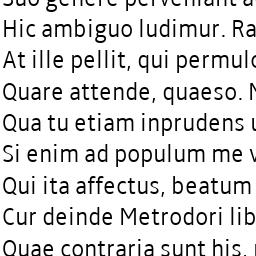 Suo genere perveniant a
Hic ambiguo ludimur. Ra
At ille pellit, qui permulc
Quare attende, quaeso. N
Qua tu etiam inprudens u
Si enim ad populum me v
Qui ita affectus, beatum
Cur deinde Metrodori lib
Quae contraria sunt his,